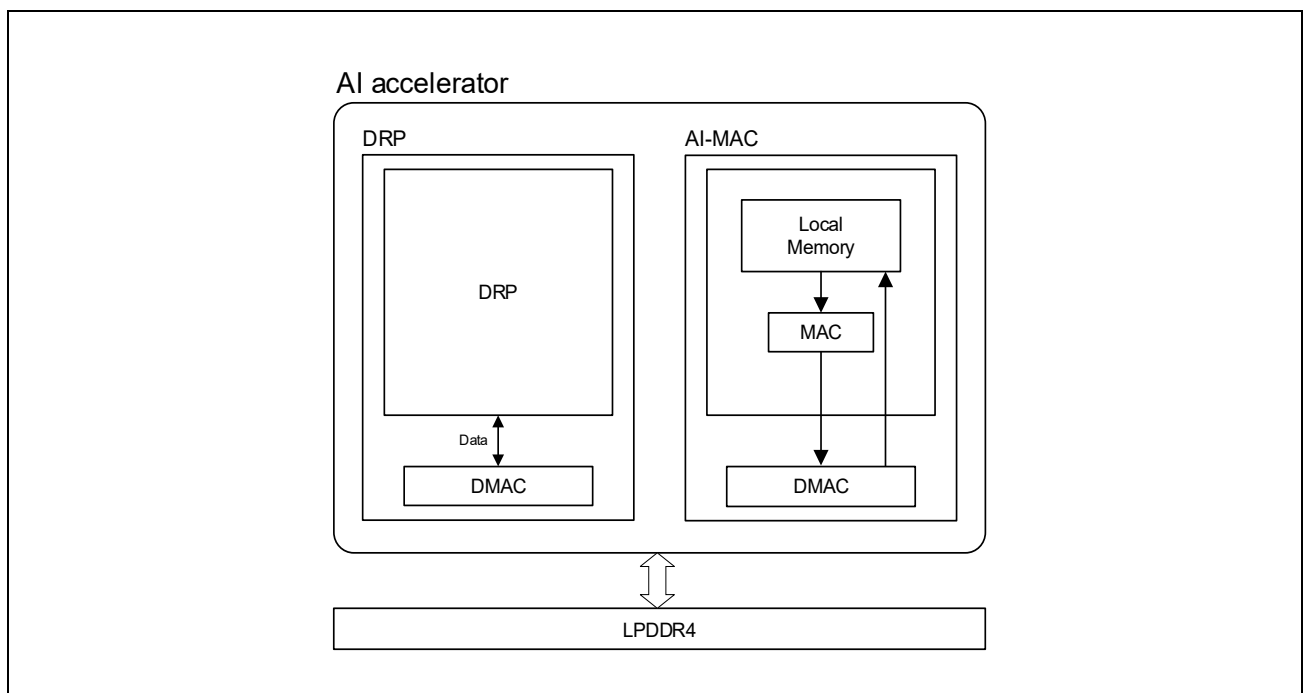 AI accelerator
DRP
DRP
Data
DMAC
AI-MAC
Local
Memory
MAC
DMAC
LPDDR4